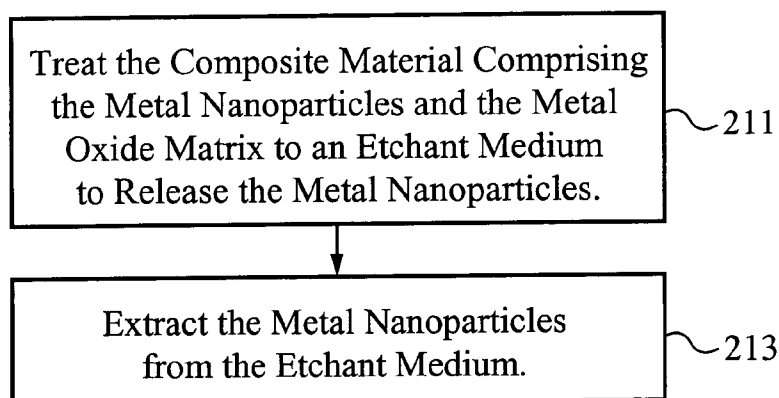 Treat the Composite Material Comprising
the Metal Nanoparticles and the Metal
Oxide Matrix to an Etchant Medium
to Release the Metal Nanoparticles.
211
Extract the Metal Nanoparticles
from the Etchant Medium.
213